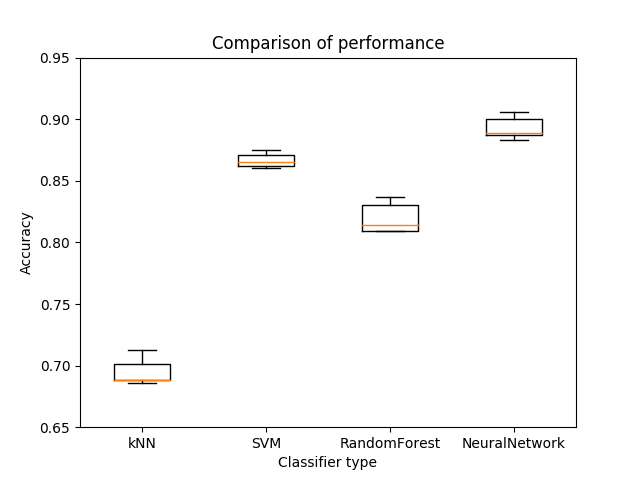 Comparison of performance
0.95
0.90
0.85
0.80
0.75
0.70
0.65
Accuracy
kNN SVM RandomForest NeuralNetwork
Classifier type